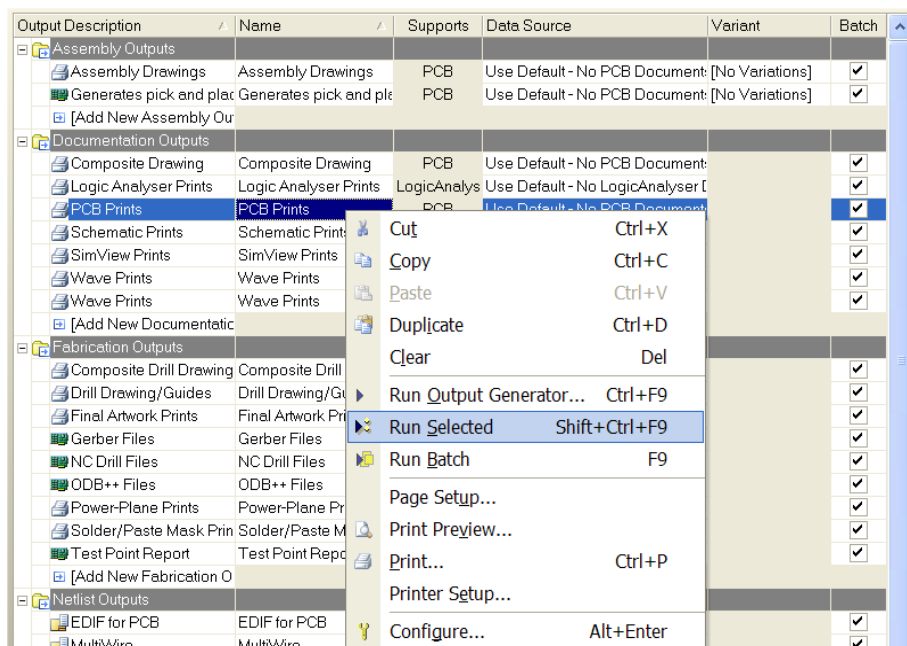 Output Description Name Supports Data Source Variant Batch
Assembly Outputs
Assembly Drawings Assembly Drawings PCB Use Default - No PCB Document: [No Variations]
Generates pick and plac Generates pick and pla PCB Use Default - No PCB Document: [No Variations]
[Add New Assembly Ou
Documentation Outputs
Composite Drawing Composite Drawing PCB Use Default - No PCB Document:
Logic Analyser Prints Logic Analyser Prints LogicAnalys Use Default - No LogicAnalyser D
PCB Prints PCB Prints PCB Use Default - No PCB Document:
Schematic Prints Schematic Print
Cut Ctrl+X
SimView Prints SimView Prints
Copy Ctrl+C
Wave Prints Wave Prints
Paste Ctrl+V
Wave Prints Wave Prints
[Add New Documentatic
Duplicate Ctrl+D
Fabrication Outputs
Clear Del
Composite Drill Drawing Composite Drill
Drill Drawing/Guides Drill Drawing/Gu
Run Output Generator... Ctrl+F9
Final Artwork Prints Final Artwork Pri
Run Selected Shift+Ctrl+F9
Gerber Files Gerber Files
NC Drill Files NC Drill Files
Run Batch F9
ODB++ Files ODB++ Files
Power-Plane Prints Power-Plane Pr
Page Setup...
Solder/Paste Mask Prin Solder/Paste M
Print Preview...
Test Point Report Test Point Repo
Print... Ctrl+P
[Add New Fabrication O
Netlist Outputs
Printer Setup...
EDIF for PCB EDIF for PCB
Configure... Alt+Enter
MultiWire MultiWire